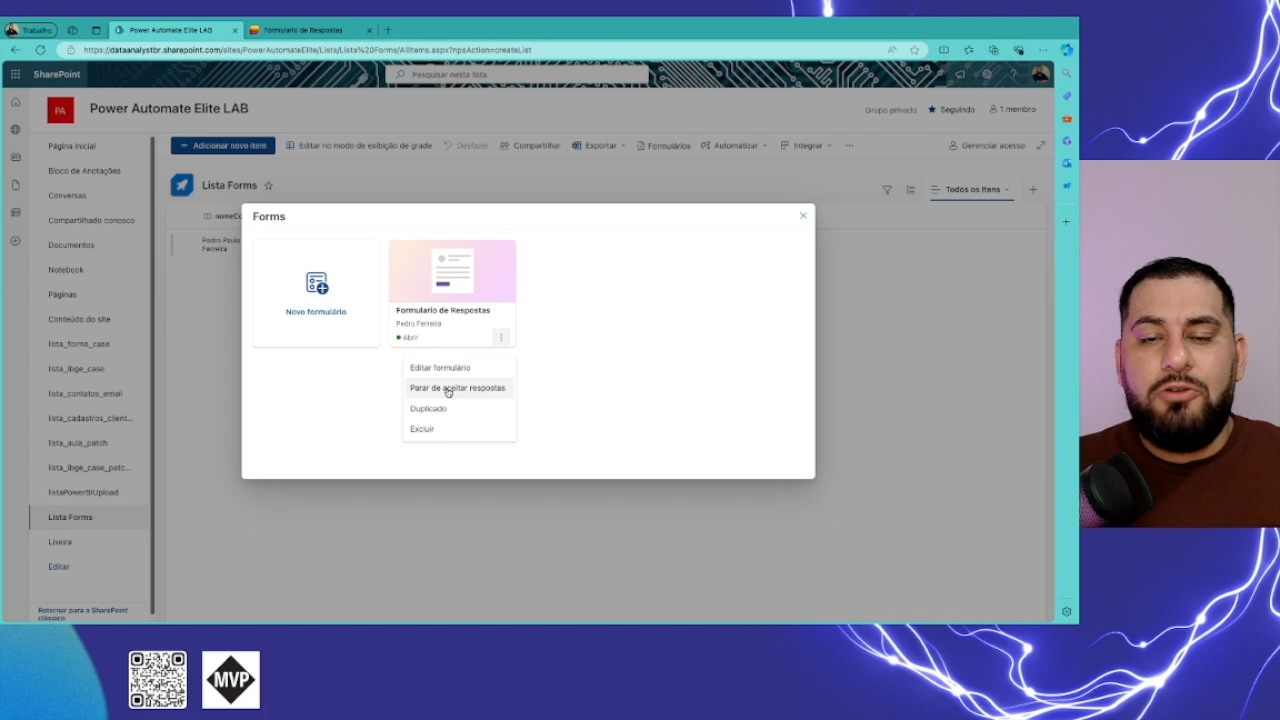 Trabalho
Power Automate Elite LAB
Formulario de Respostas
https://dataanalystbr.sharepoint.com/sites/PowerAutomateElite/Lists/Lista%20Forms/AllItems.aspx?npsAction=createList
SharePoint
Pesquisar nesta lista
PA
Power Automate Elite LAB
Grupo privado
Seguindo
1 membro
Página Inicial
Bloco de Anotações
Conversas
Compartilhado conosco
Documentos
Notebook
Páginas
Conteúdo do site
lista_forms_case
lista_ibge_case
lista_contatos_email
lista_cadastros_client...
lista_aula_patch
lista_ibge_case_patc...
listaPowerBIUpload
Lista Forms
Lixeira
Editar
Retornar para o SharePoint
clássico
+ Adicionar novo item
Editar no modo de exibição de grade
Desfazer
Compartilhar
Exportar
Formulários
Automatizar
Integrar
Gerenciar acesso
Lista Forms
Todos os Itens
nomeCo
Pedro Paulo
Ferreira
Forms
Novo formulário
Formulario de Respostas
Pedro Ferreira
Abrir
Editar formulário
Parar de aceitar respostas
Duplicado
Excluir
MVP